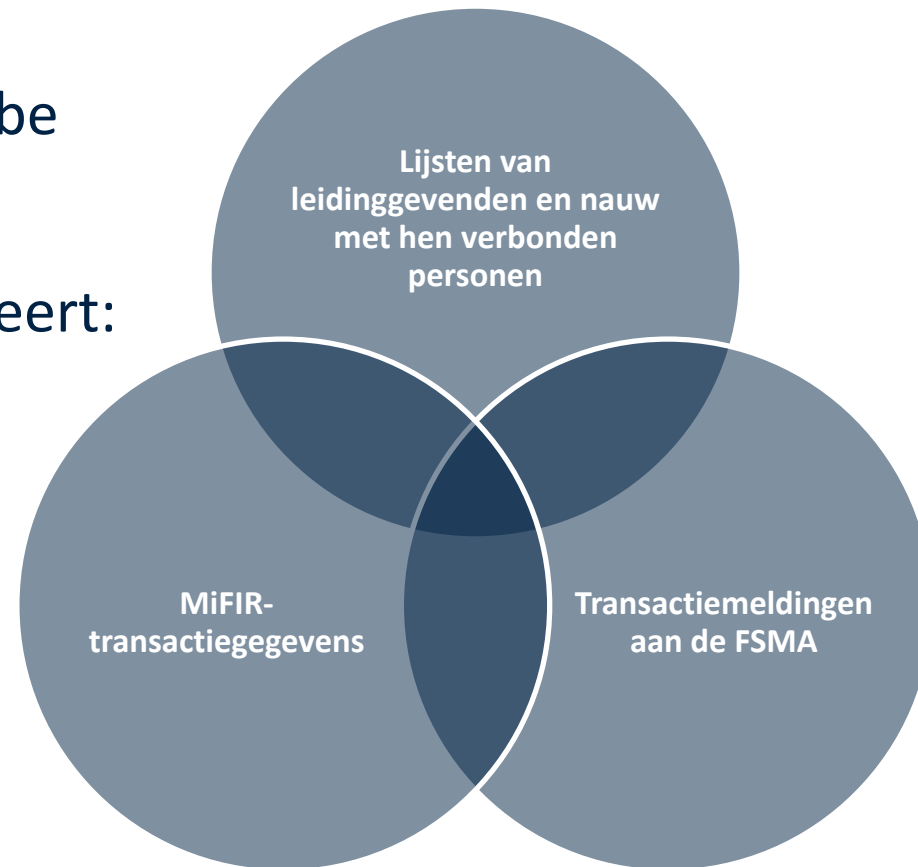 be
eert:
Lijsten van
leidinggevenden en nauw
met hen verbonden
personen
MiFIR-
transactiegegevens
Transactiemeldingen
aan de FSMA